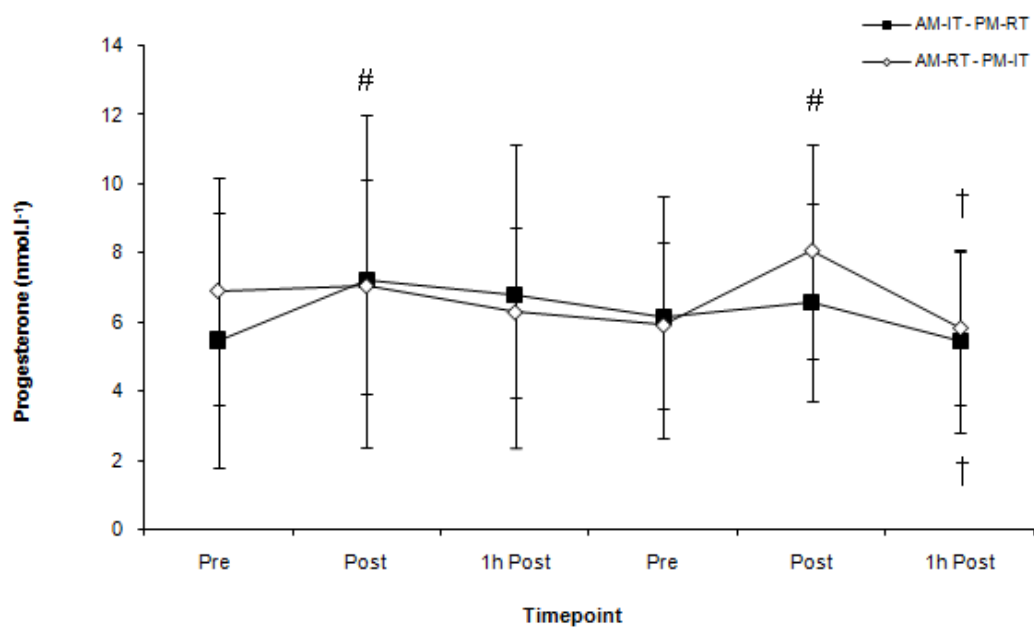 AM-IT - PM-RT
AM-RT - PM-IT
14
12
10
8
6
4
2
0
#
#
†
†
Progesterone (nmol.l⁻¹)
Pre Post 1h Post Pre Post 1h Post
Timepoint